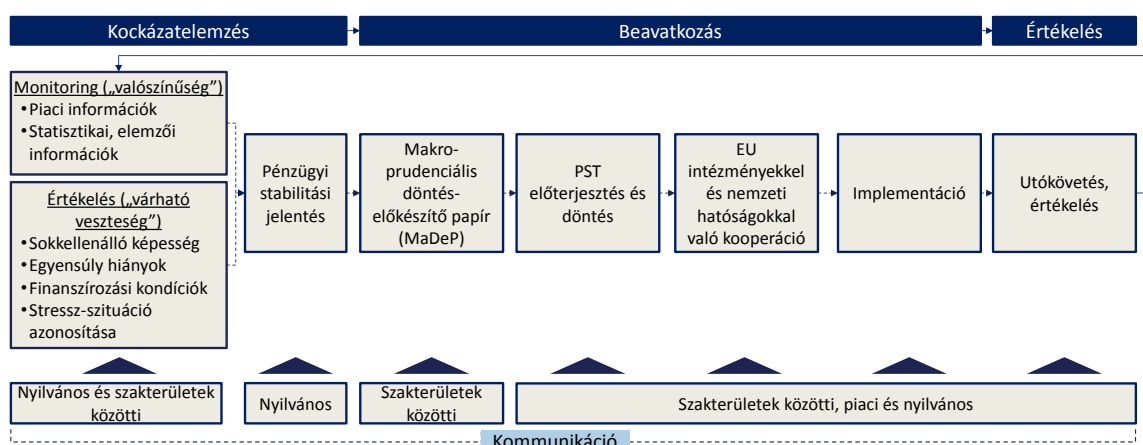 Kockázatelemzés
Beavatkozás
Értékelés
Monitoring („valószínűség”)
•Piaci információk
•Statisztikai, elemzői
információk
Értékelés („várható
veszteség”)
•Sokkellenálló képesség
•Egyensúly hiányok
•Finanszírozási kondíciók
•Stressz-szituáció
azonosítása
Pénzügyi
stabilitási
jelentés
Makro-
prudenciális
döntés-
előkészítő papír
(MaDeP)
PST
előterjesztés és
döntés
EU
intézményekkel
és nemzeti
hatóságokkal
való kooperáció
Implementáció
Utókövetés,
értékelés
Nyilvános és szakterületek
közötti
Nyilvános
Szakterületek
közötti
Szakterületek közötti, piaci és nyilvános
Kommunikáció